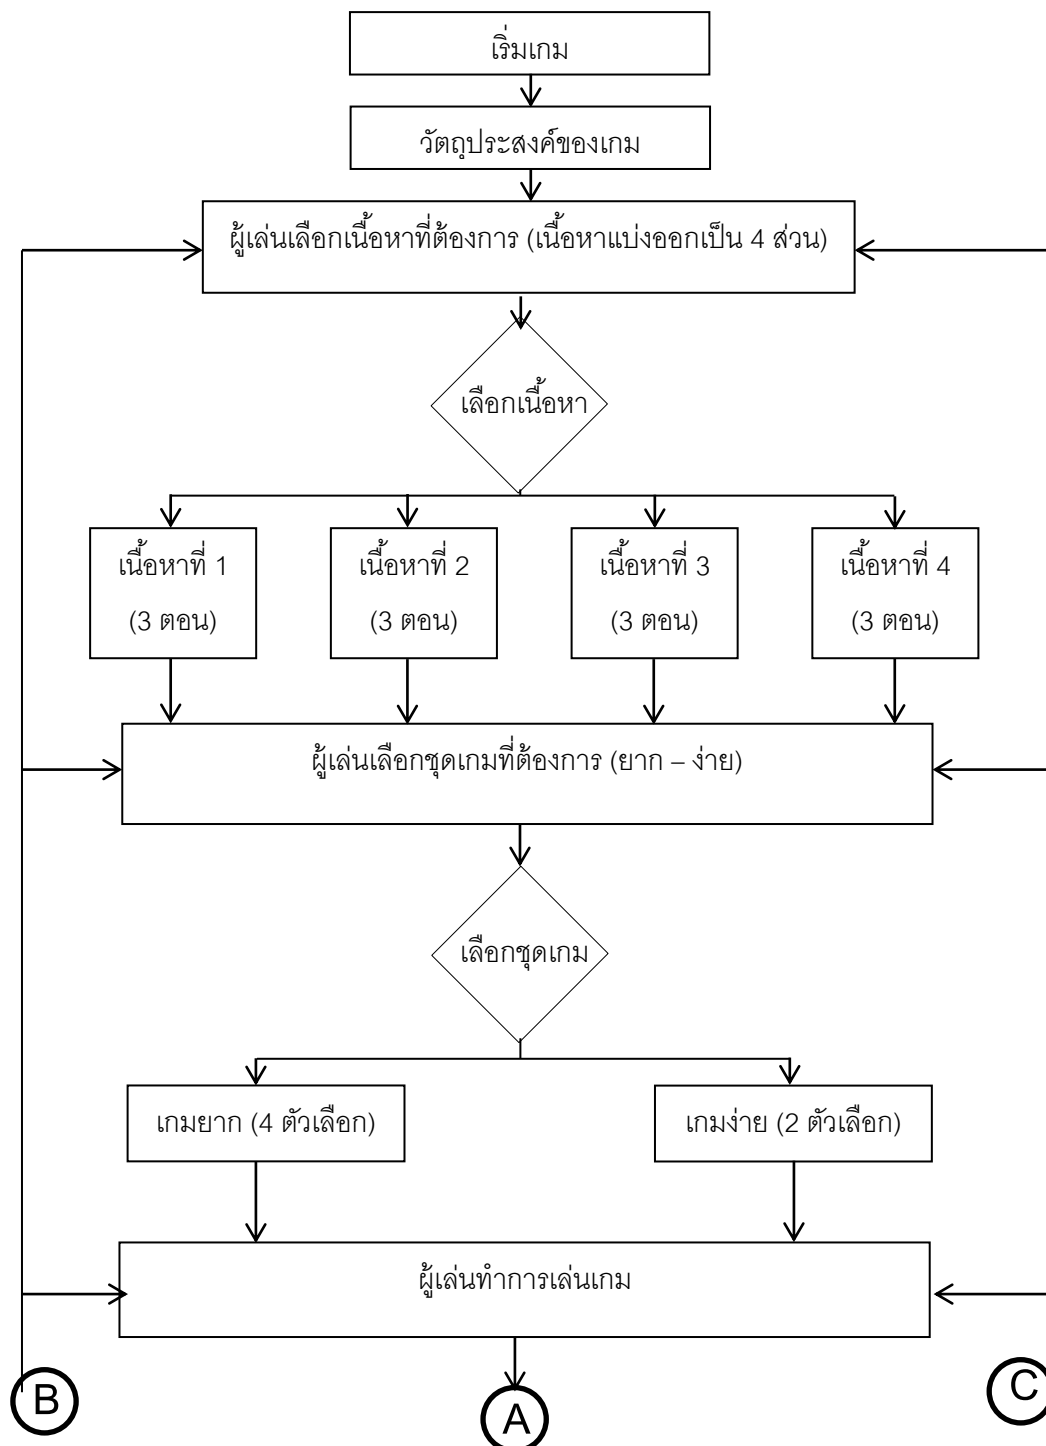 เริ่มเกม
วัตถุประสงค์ของเกม
ผู้เล่นเลือกเนื้อหาที่ต้องการ (เนื้อหาแบ่งออกเป็น 4 ส่วน)
เลือกเนื้อหา
เนื้อหาที่ 1
(3 ตอน)
เนื้อหาที่ 2
(3 ตอน)
เนื้อหาที่ 3
(3 ตอน)
เนื้อหาที่ 4
(3 ตอน)
ผู้เล่นเลือกชุดเกมที่ต้องการ (ยาก – ง่าย)
เลือกชุดเกม
เกมยาก (4 ตัวเลือก)
เกมง่าย (2 ตัวเลือก)
ผู้เล่นทำการเล่นเกม
B
A
C